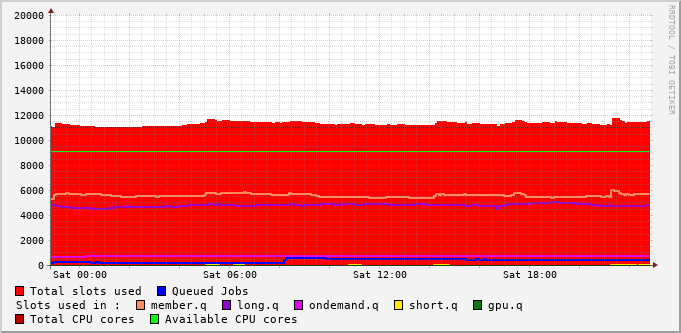 20000
18000
16000
14000
12000
10000
8000
6000
4000
2000
0
Sat 00:00 Sat 06:00 Sat 12:00 Sat 18:00
Total slots used Queued Jobs
Slots used in : member.q long.q ondemand.q short.q gpu.q
Total CPU cores Available CPU cores
RRDTOOL / TOBI OETIKER